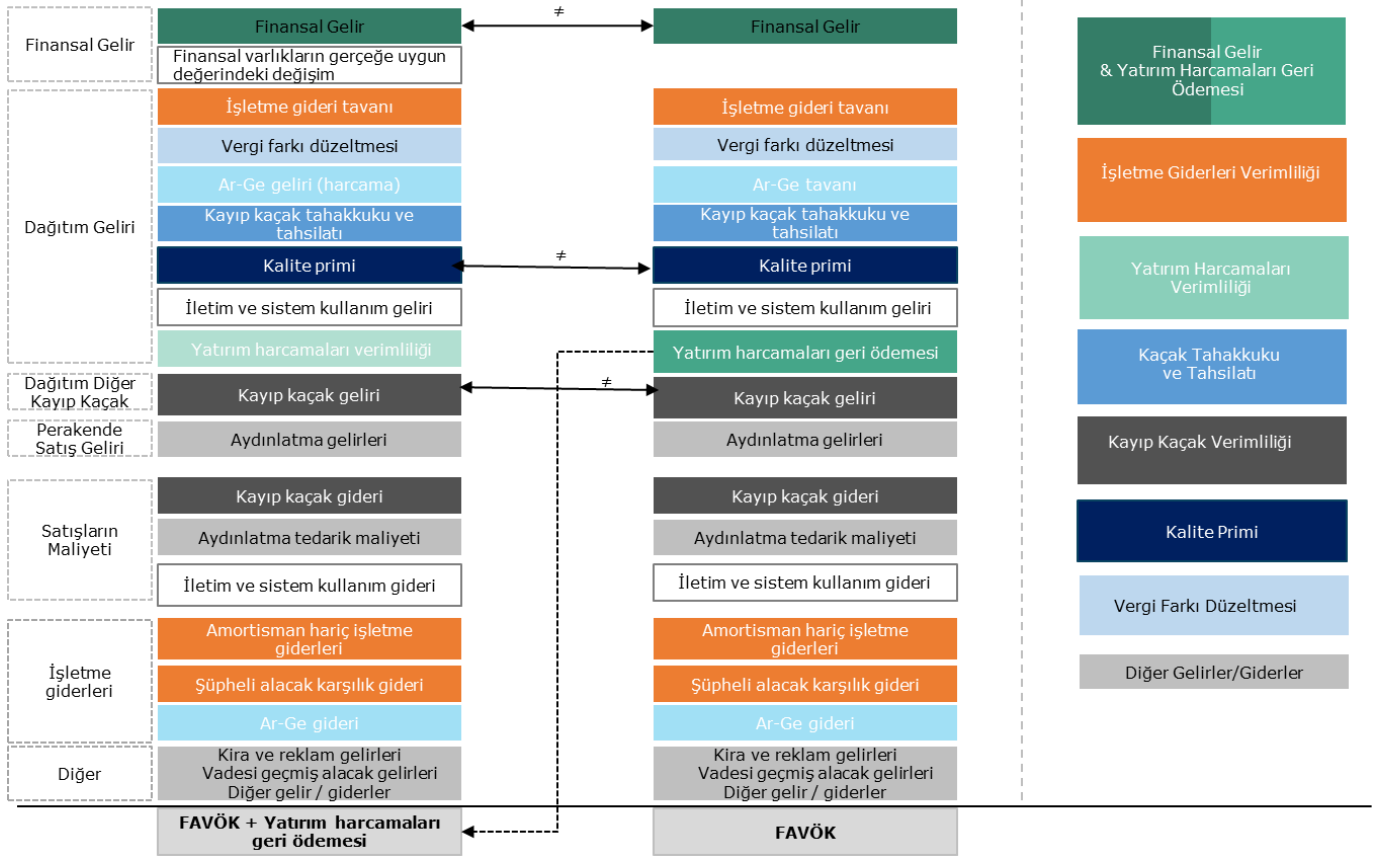 Finansal Gelir
Finansal Gelir
≠
Finansal Gelir
Finansal varlıkların gerçeğe uygun
değerindeki değişim
Dağıtım Geliri
İşletme gideri tavanı
İşletme gideri tavanı
Vergi farkı düzeltmesi
Vergi farkı düzeltmesi
Ar-Ge geliri (harcama)
Ar-Ge tavanı
Kayıp kaçak tahakkuku ve
tahsilatı
Kayıp kaçak tahakkuku ve
tahsilatı
Kalite primi
≠
Kalite primi
İletim ve sistem kullanım geliri
İletim ve sistem kullanım geliri
Yatırım harcamaları verimliliği
Yatırım harcamaları geri ödemesi
Dağıtım Diğer
Kayıp Kaçak
Kayıp kaçak geliri
≠
Kayıp kaçak geliri
Perakende
Satış Geliri
Aydınlatma gelirleri
Aydınlatma gelirleri
Satışların
Maliyeti
Kayıp kaçak gideri
Kayıp kaçak gideri
Aydınlatma tedarik maliyeti
Aydınlatma tedarik maliyeti
İletim ve sistem kullanım gideri
İletim ve sistem kullanım gideri
İşletme
giderleri
Amortisman hariç işletme
giderleri
Amortisman hariç işletme
giderleri
Şüpheli alacak karşılık gideri
Şüpheli alacak karşılık gideri
Ar-Ge gideri
Ar-Ge gideri
Diğer
Kira ve reklam gelirleri
Vadesi geçmiş alacak gelirleri
Diğer gelir / giderler
Kira ve reklam gelirleri
Vadesi geçmiş alacak gelirleri
Diğer gelir / giderler
FAVÖK + Yatırım harcamaları
geri ödemesi
FAVÖK
Finansal Gelir
& Yatırım Harcamaları Geri
Ödemesi
İşletme Giderleri Verimliliği
Yatırım Harcamaları
Verimliliği
Kaçak Tahakkuku
ve Tahsilatı
Kayıp Kaçak Verimliliği
Kalite Primi
Vergi Farkı Düzeltmesi
Diğer Gelirler/Giderler